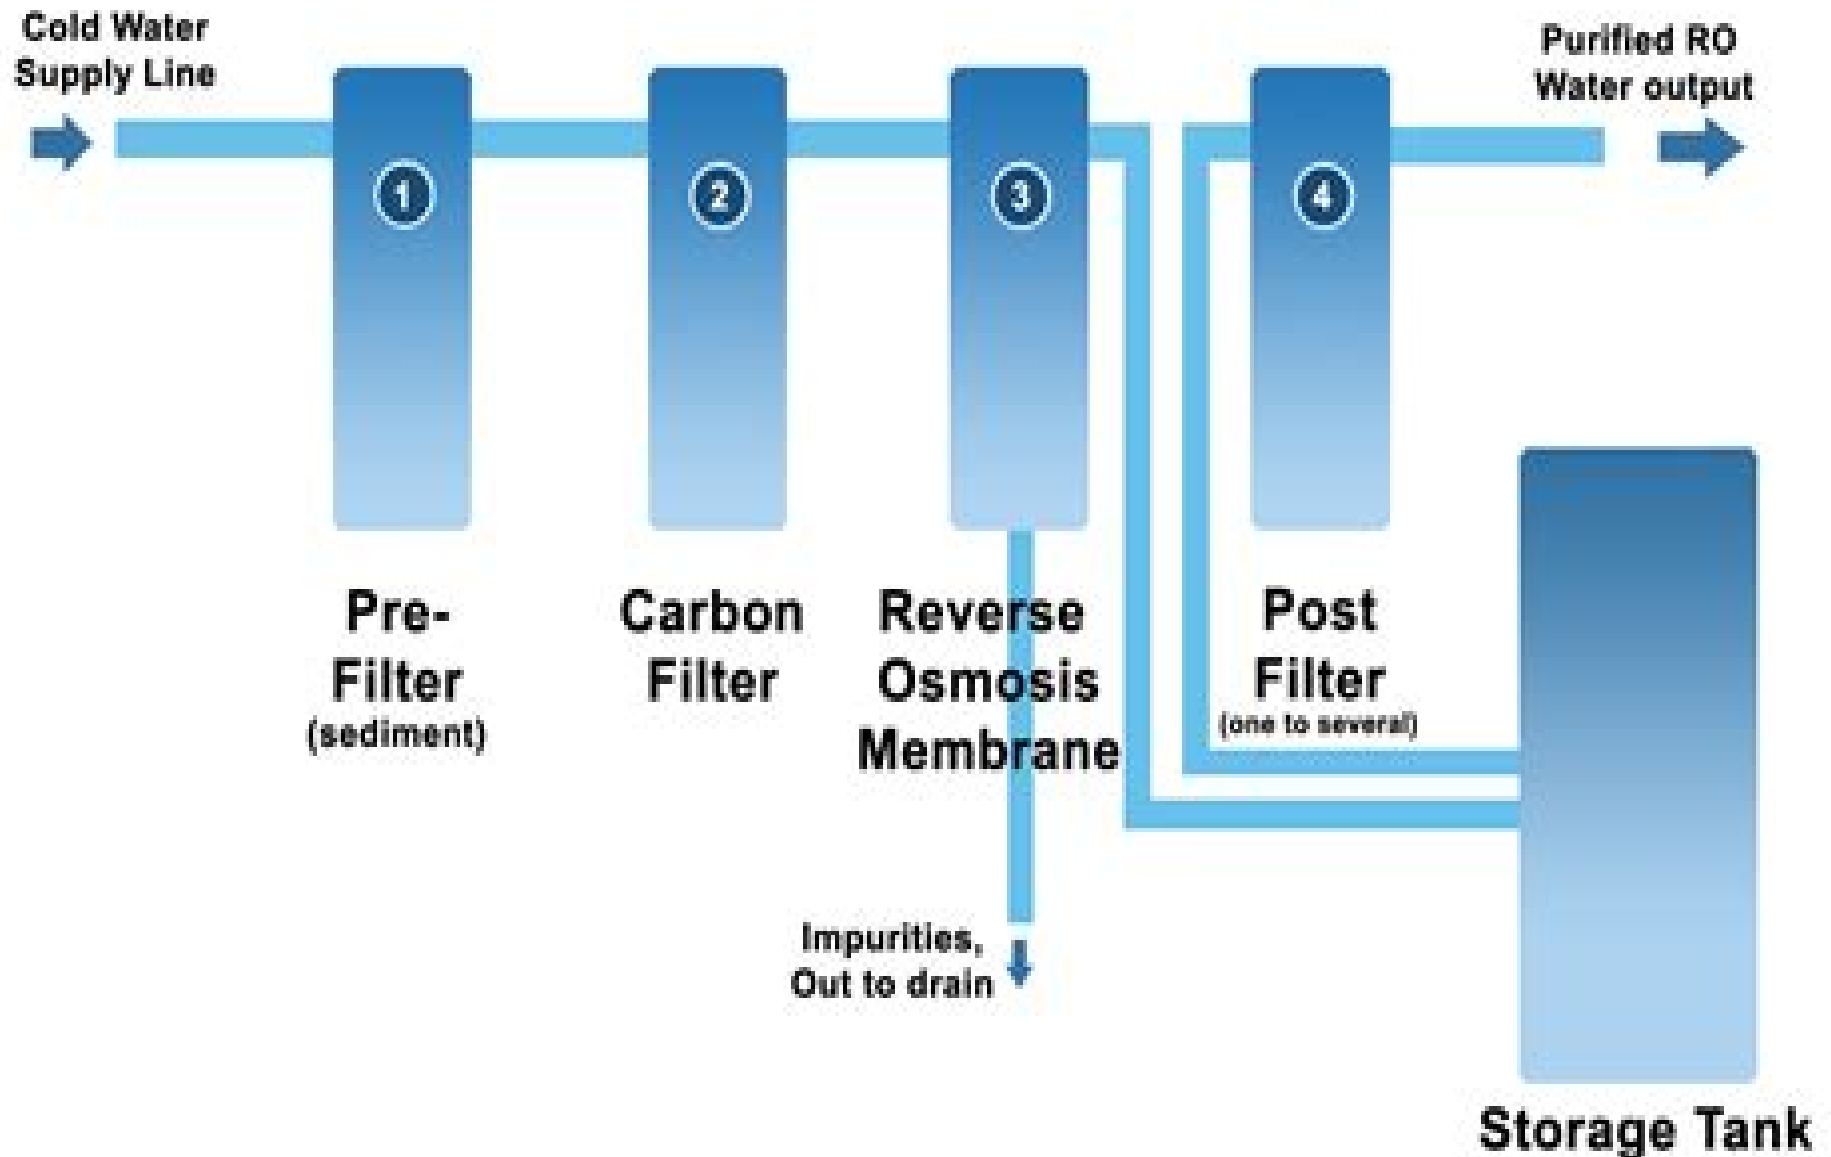 Cold Water
Supply Line
Purified RO
Water output
1
2
3
4
Pre-
Filter
(sediment)
Carbon
Filter
Reverse
Osmosis
Membrane
Post
Filter
(one to several)
Impurities,
Out to drain
Storage Tank